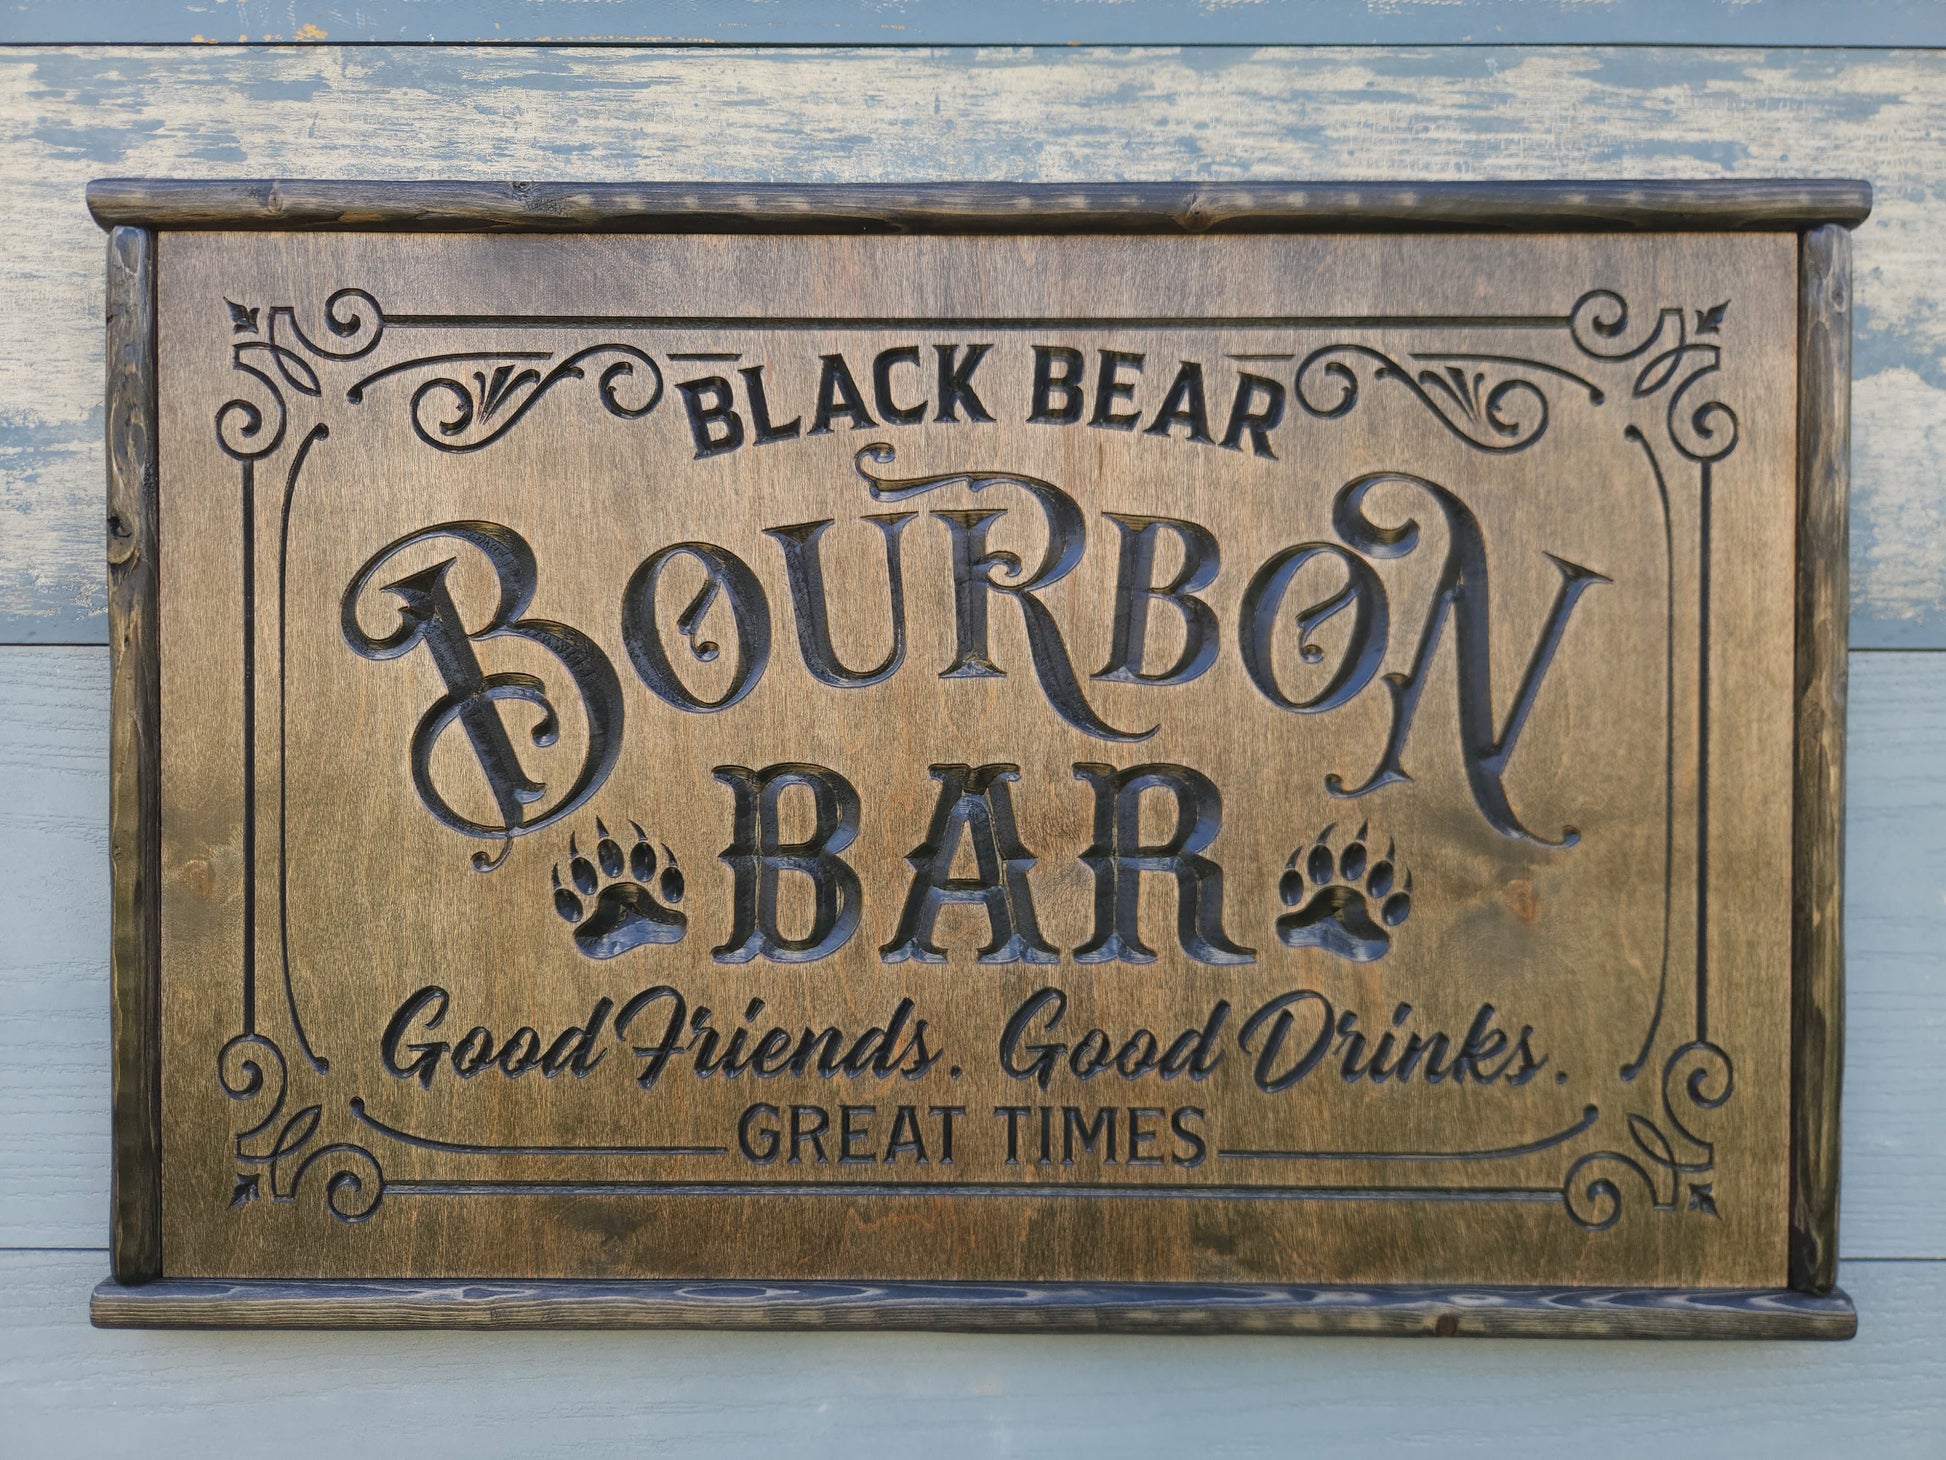 BLACK BEAR
BOURBON
BAR
Good Friends. Good Drinks.
GREAT TIMES